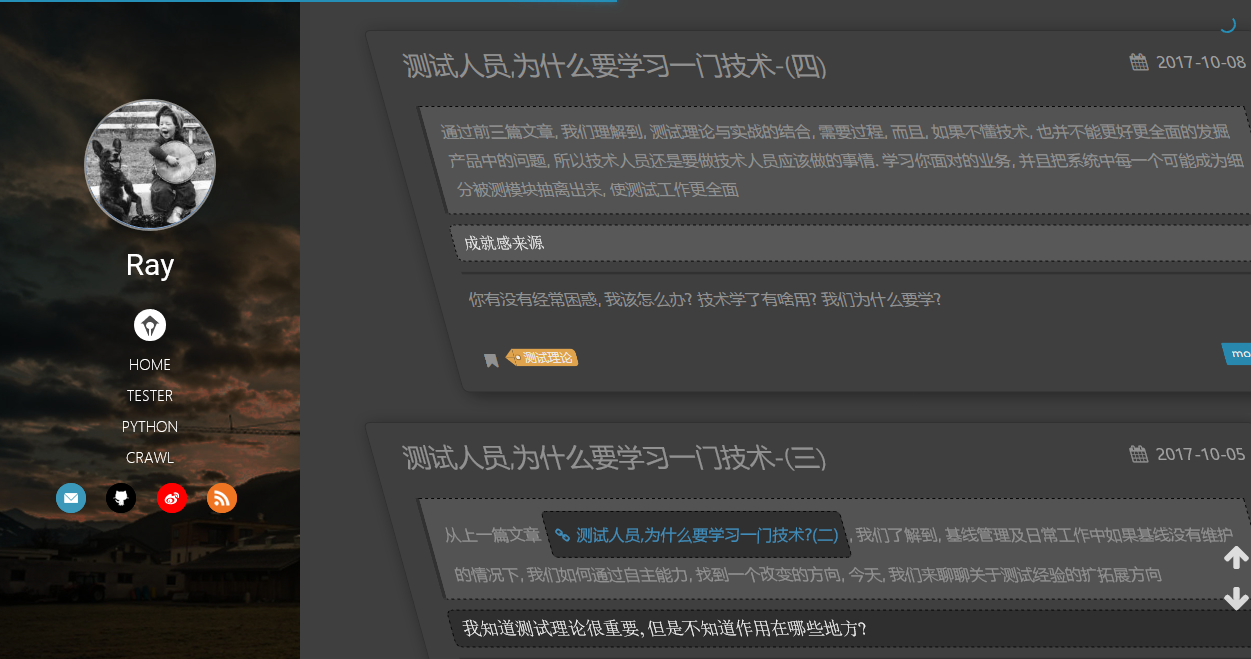 Ray
HOME
TESTER
PYTHON
CRAWL
测试人员,为什么要学习一门技术-(四)
2017-10-08
通过前三篇文章, 我们理解到, 测试理论与实战的结合, 需要过程, 而且, 如果不懂技术, 也并不能更好更全面的发掘
产品中的问题, 所以技术人员还是要做技术人员应该做的事情. 学习你面对的业务, 并且把系统中每一个可能成为细
分被测模块抽离出来, 使测试工作更全面
成就感来源
你有没有经常困惑, 我该怎么办? 技术学了有啥用? 我们为什么要学?
测试理论
测试人员,为什么要学习一门技术-(三)
2017-10-05
从上一篇文章 测试人员,为什么要学习一门技术?(二) , 我们了解到, 基线管理及日常工作中如果基线没有维护
的情况下, 我们如何通过自主能力, 找到一个改变的方向, 今天, 我们来聊聊关于测试经验的扩拓展方向
我知道测试理论很重要, 但是不知道作用在哪些地方?